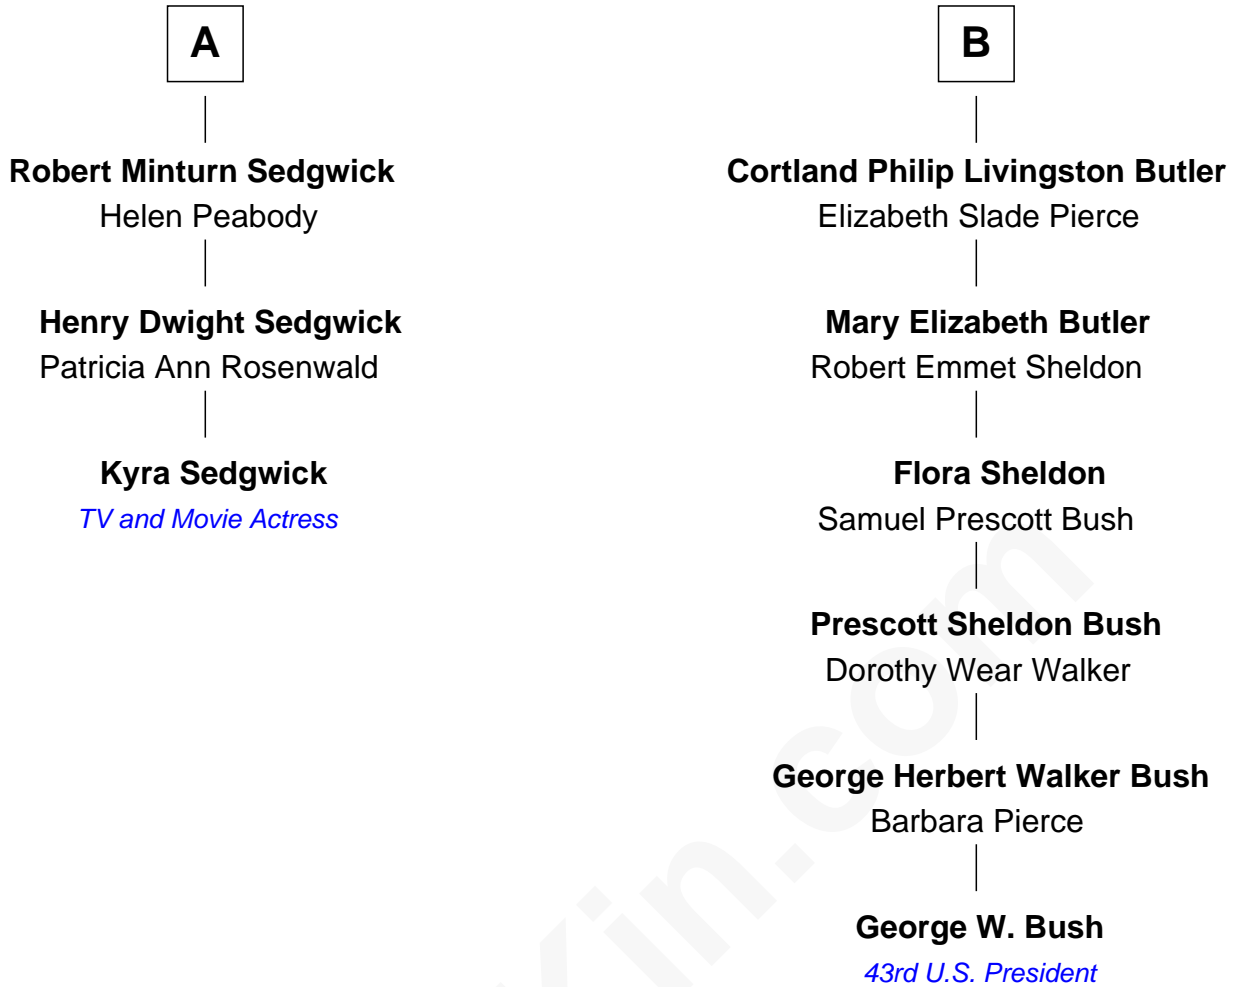 A
Robert Minturn Sedgwick
Helen Peabody
Henry Dwight Sedgwick
Patricia Ann Rosenwald
Kyra Sedgwick
TV and Movie Actress
B
Cortland Philip Livingston Butler
Elizabeth Slade Pierce
Mary Elizabeth Butler
Robert Emmet Sheldon
Flora Sheldon
Samuel Prescott Bush
Prescott Sheldon Bush
Dorothy Wear Walker
George Herbert Walker Bush
Barbara Pierce
George W. Bush
43rd U.S. President
Kin.com